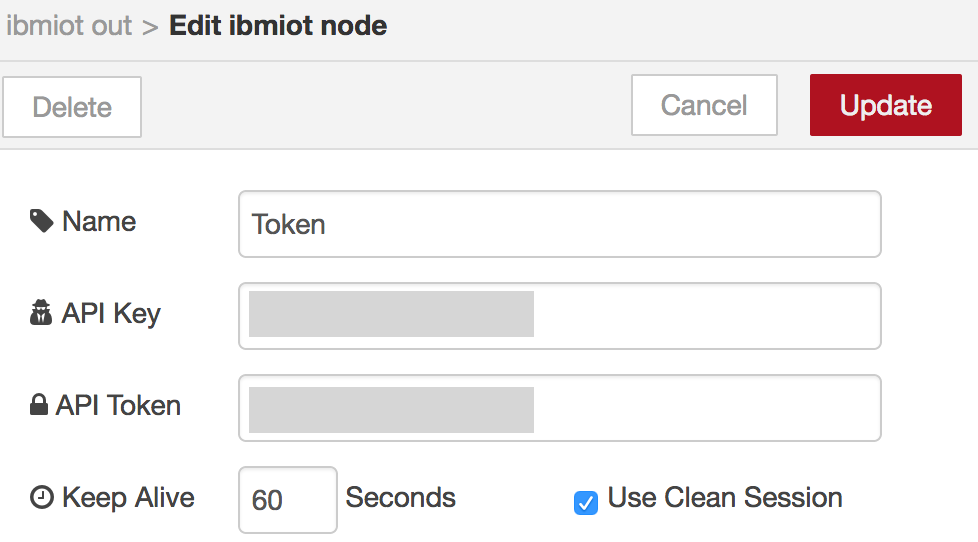 ibmiot out > Edit ibmiot node
Delete Cancel Update
Name Token
API Key
API Token
Keep Alive 60 Seconds Use Clean Session